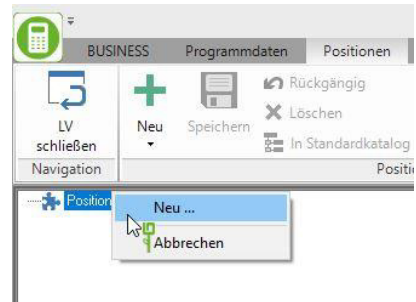 BUSINESS Programmdaten Positionen
LV schließen
Neu
Speichern
Rückgängig
Löschen
In Standardkatalog
Navigation
Position
Neu ...
Abbrechen